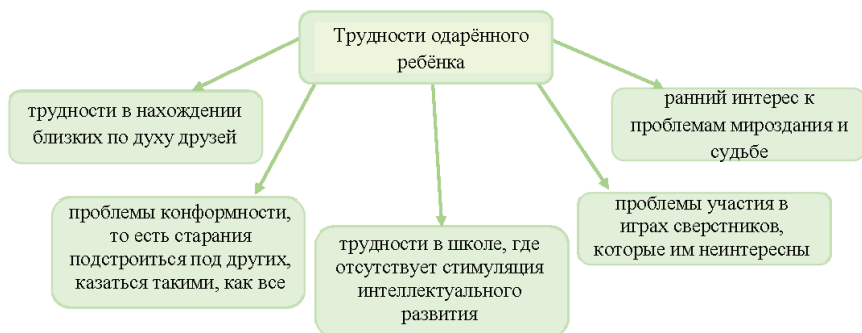 Трудности одарённого
ребёнка
трудности в нахождении
близких по духу друзей
ранний интерес к
проблемам мироздания и
судьбе
проблемы конформности,
то есть старания
подстроиться под других,
казаться такими, как все
трудности в школе, где
отсутствует стимуляция
интеллектуального
развития
проблемы участия в
играх сверстников,
которые им неинтересны